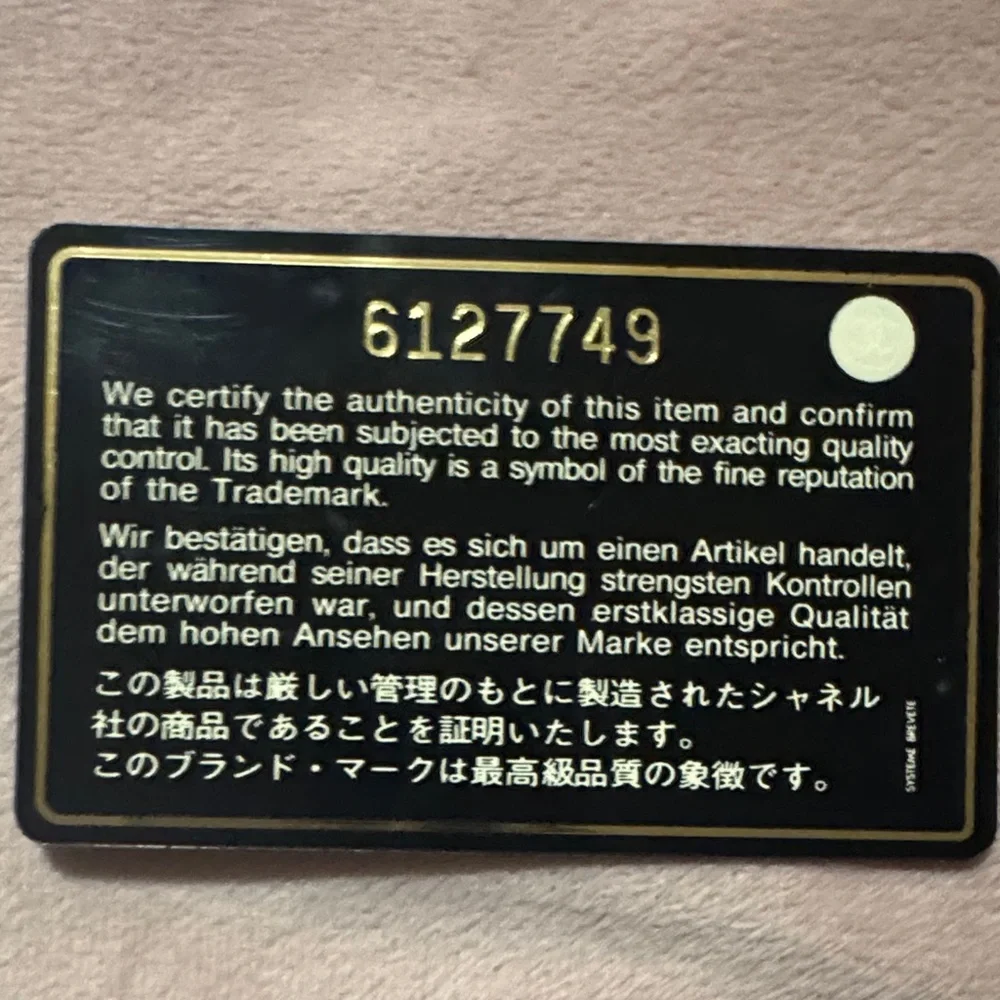 6127749
We certify the authenticity of this item and confirm
that it has been subjected to the most exacting quality
control. Its high quality is a symbol of the fine reputation
of the Trademark.
Wir bestätigen, dass es sich um einen Artikel handelt,
der während seiner Herstellung strengsten Kontrollen
unterworfen war, und dessen erstklassige Qualität
dem hohen Ansehen unserer Marke entspricht.
この製品は厳しい管理のもとに製造されたシャネル
社の商品であることを証明いたします。
このブランド・マークは最高級品質の象徴です。
SYSTEME BREVETE